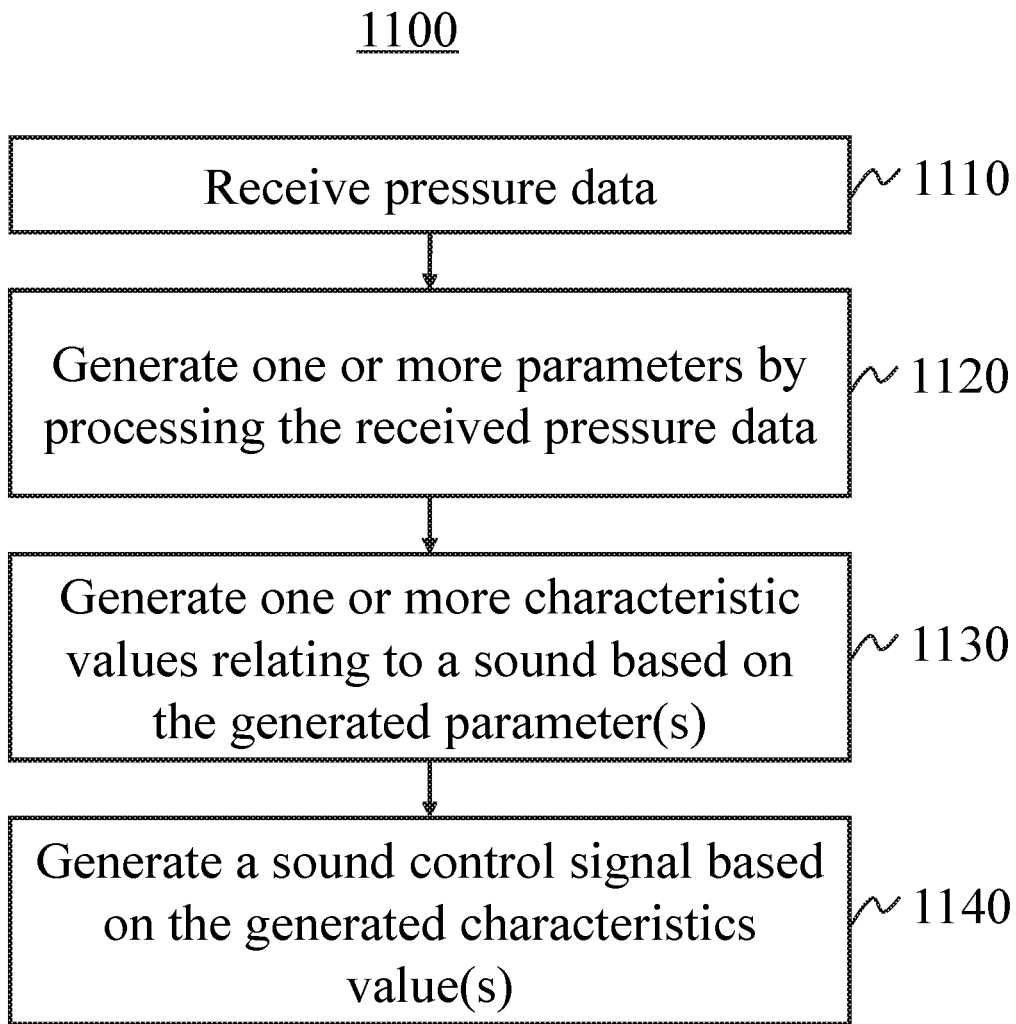 1100
Receive pressure data
1110
Generate one or more parameters by
processing the received pressure data
1120
Generate one or more characteristic
values relating to a sound based on
the generated parameter(s)
1130
Generate a sound control signal based
on the generated characteristics
value(s)
1140